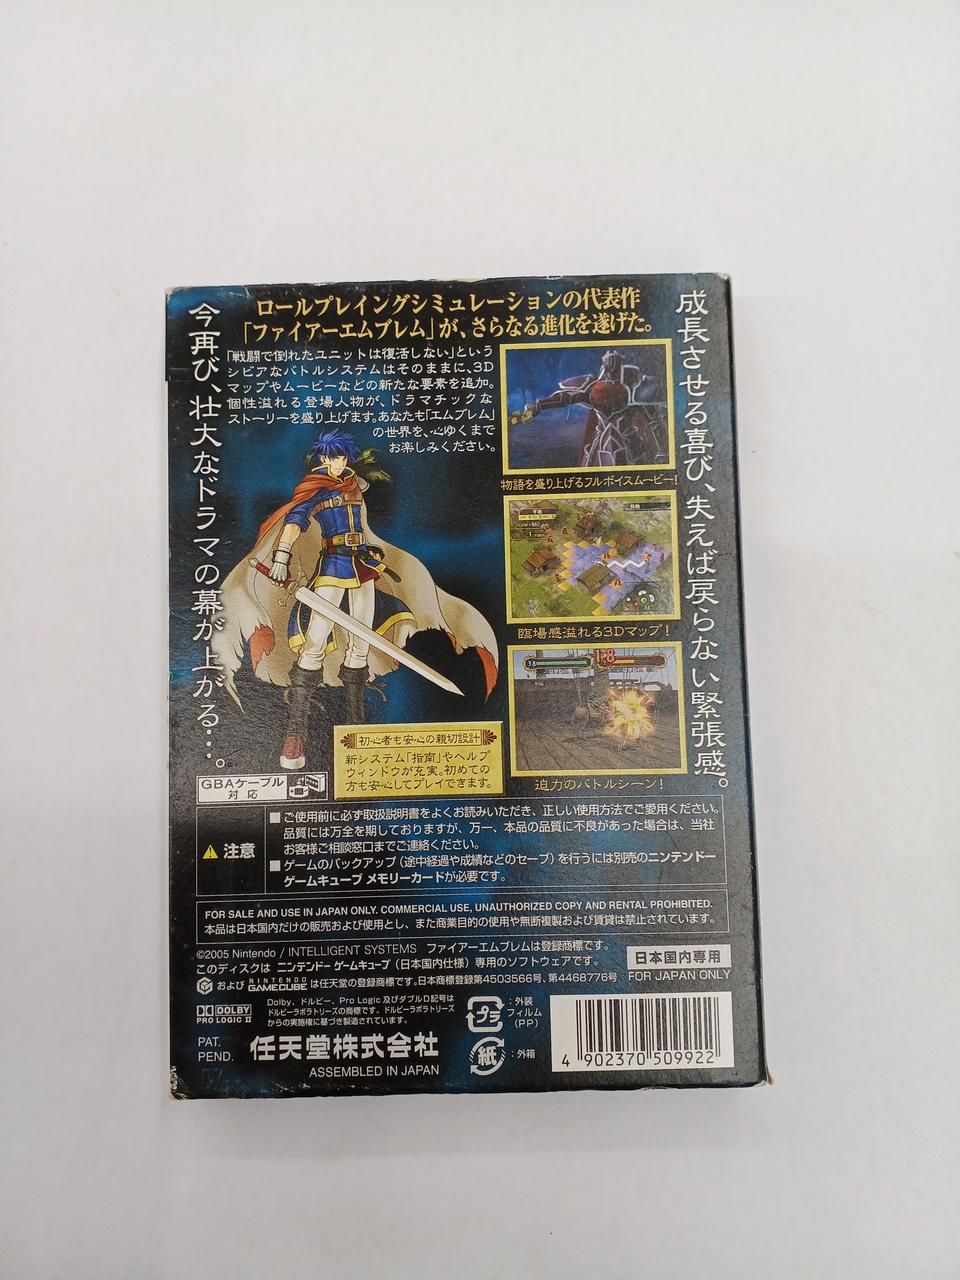 ロールプレイングシミュレーションの代表作
「ファイアーエムブレム」が、さらなる進化を遂げた。
成長させる喜び、失えば戻らない緊張感。
今再び、壮大なドラマの幕が上がる…。
「戦闘で倒れたユニットは復活しない」という
シビアなバトルシステムはそのままに、3D
マップやムービーなどの新たな要素を追加。
個性溢れる登場人物が、ドラマチックな
ストーリーを盛り上げます。あなたも「エムブレム」
の世界を、心ゆくまで
お楽しみください。
物語を盛り上げるフルボイスムービー!
臨場感溢れる3Dマップ!
38
18
迫力のバトルシーン!
初心者も安心の親切設計
新システム「指南」やヘルプ
ウィンドウが充実。初めての
方も安心してプレイできます。
GBAケーブル
対応
注意
■ご使用前に必ず取扱説明書をよくお読みいただき、正しい使用方法でご愛用ください。
品質には万全を期しておりますが、万一、本品の品質に不良があった場合は、当社
お客様ご相談窓口までご連絡ください。
■ゲームのバックアップ(途中経過や成績などのセーブ)を行うには別売のニンテンドー
ゲームキューブ メモリーカードが必要です。
FOR SALE AND USE IN JAPAN ONLY. COMMERCIAL USE, UNAUTHORIZED COPY AND RENTAL PROHIBITED.
本品は日本国内だけの販売および使用とし、また商業目的の使用や無断複製および賃貸は禁止されています。
©2005 Nintendo / INTELLIGENT SYSTEMS ファイアーエムブレムは登録商標です。
このディスクは ニンテンドー ゲームキューブ(日本国内仕様)専用のソフトウェアです。
および NINTENDO GAMECUBE は任天堂の登録商標です。日本商標登録第4503566号、第4468776号
日本国内専用
FOR JAPAN ONLY
DOLBY
PRO LOGIC II
Dolby、ドルビー、Pro Logic 及びダブルD記号は
ドルビーラボラトリーズの商標です。ドルビーラボラトリーズ
からの実施権に基づき製造されています。
プラ
:外装
フィルム
(PP)
紙
:外箱
PAT.
PEND.
任天堂株式会社
ASSEMBLED IN JAPAN
4 902370 509922